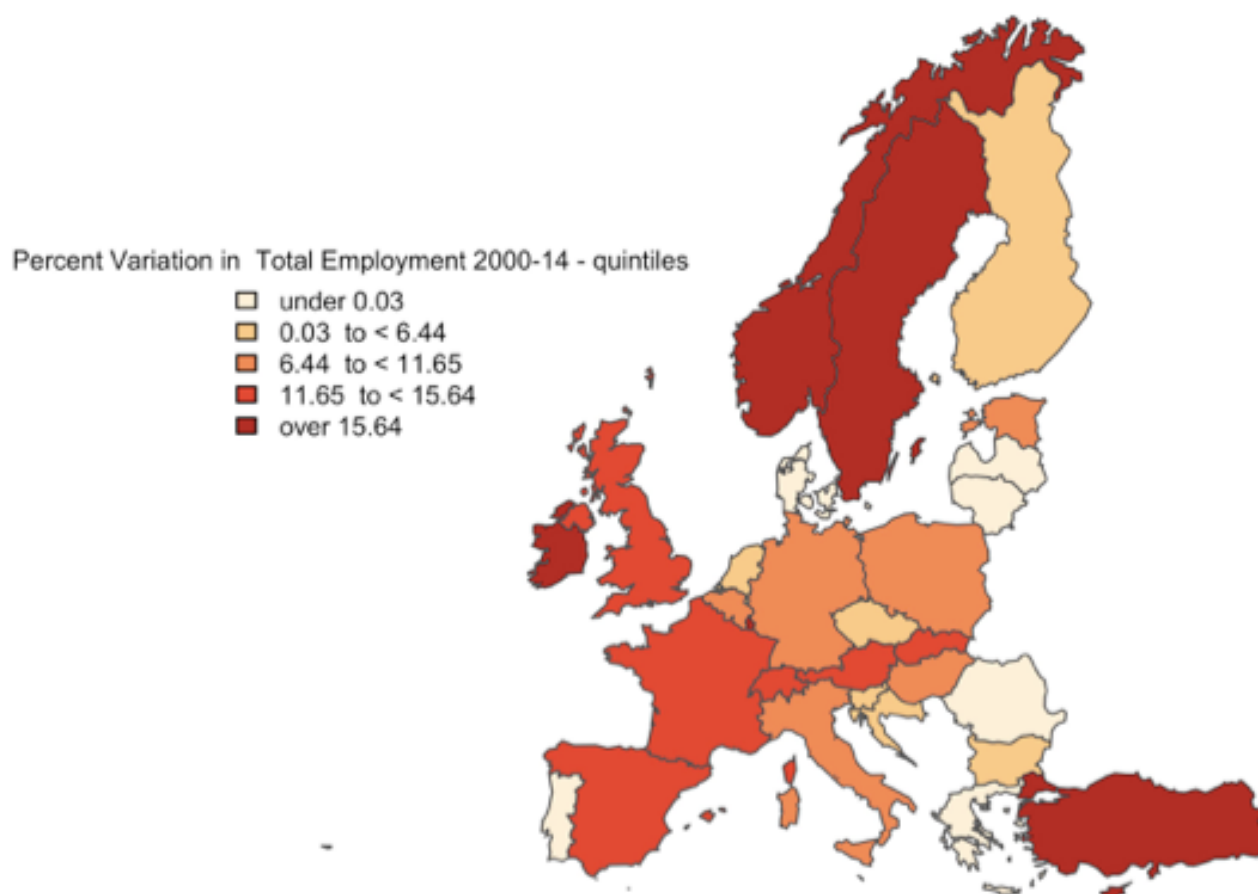 Percent Variation in Total Employment 2000-14 - quintiles
under 0.03
0.03 to < 6.44
6.44 to < 11.65
11.65 to < 15.64
over 15.64